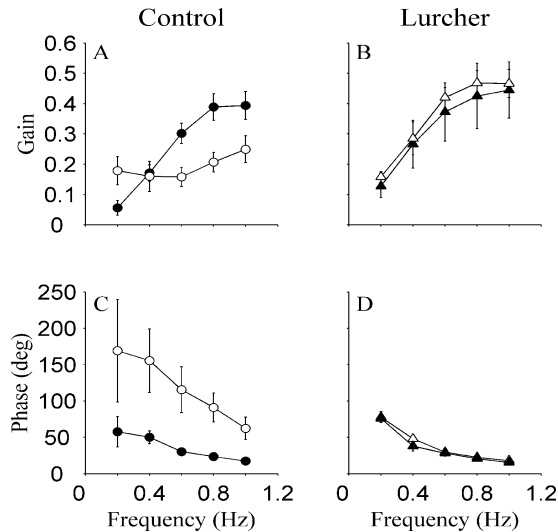 Control Lurcher
A B
Gain
0.6
0.5
0.4
0.3
0.2
0.1
0
C D
Phase (deg)
250
200
150
100
50
0
0 0.4 0.8 1.2 0 0.4 0.8 1.2
Frequency (Hz) Frequency (Hz)